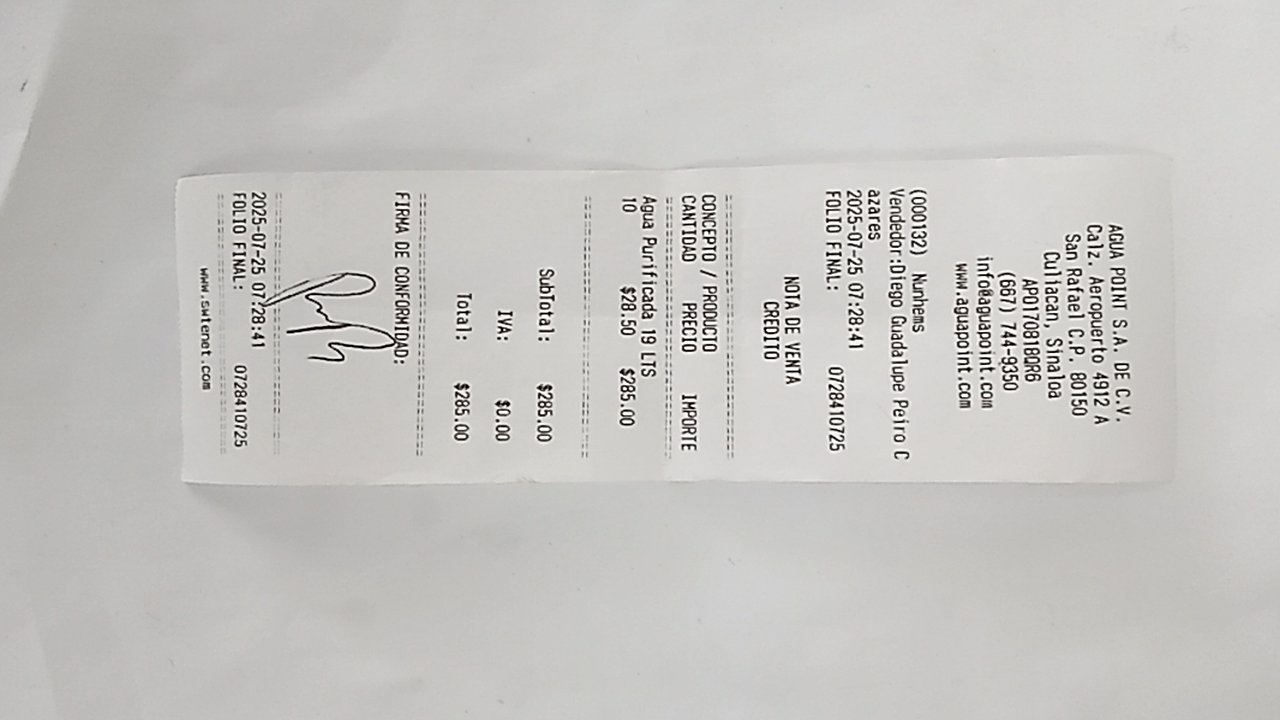 AGUA POINT S.A. DE C.V.
Calz. Aeropuerto 4912 A
San Rafael C.P. 80150
Culiacan, Sinaloa
APO170818QR6
(667) 744-9350
info@aguapoint.com
www.aguapoint.com
(000132) Nunhems
Vendedor:Diego Guadalupe Peiro C
azares
2025-07-25 07:28:41
FOLIO FINAL: 0728410725
NOTA DE VENTA
CREDITO
CONCEPTO / PRODUCTO
CANTIDAD PRECIO IMPORTE
Agua Purificada 19 LTS
10 $28.50 $285.00
SubTotal: $285.00
IVA: $0.00
Total: $285.00
FIRMA DE CONFORMIDAD:
2025-07-25 07:28:41
FOLIO FINAL: 0728410725
www.swtenet.com